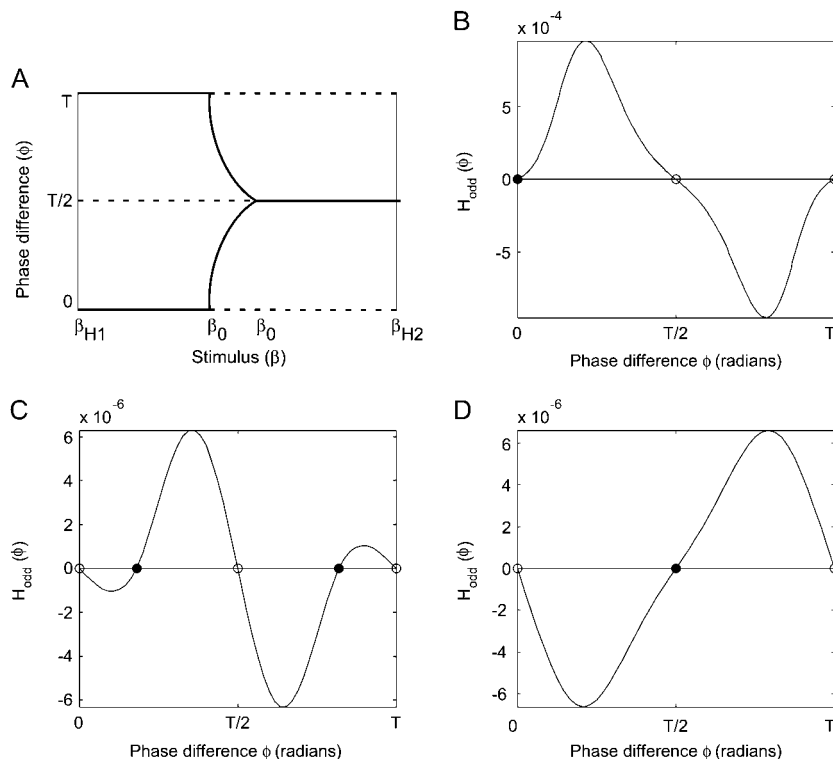 A
T
T/2
0
Phase difference (ϕ)
β_H1
β_0
β_0
β_H2
Stimulus (β)
B
x 10^-4
5
0
-5
H_odd (ϕ)
0
T/2
T
Phase difference ϕ (radians)
C
x 10^-6
6
4
2
0
-2
-4
-6
H_odd (ϕ)
0
T/2
T
Phase difference ϕ (radians)
D
x 10^-6
6
4
2
0
-2
-4
-6
H_odd (ϕ)
0
T/2
T
Phase difference ϕ (radians)